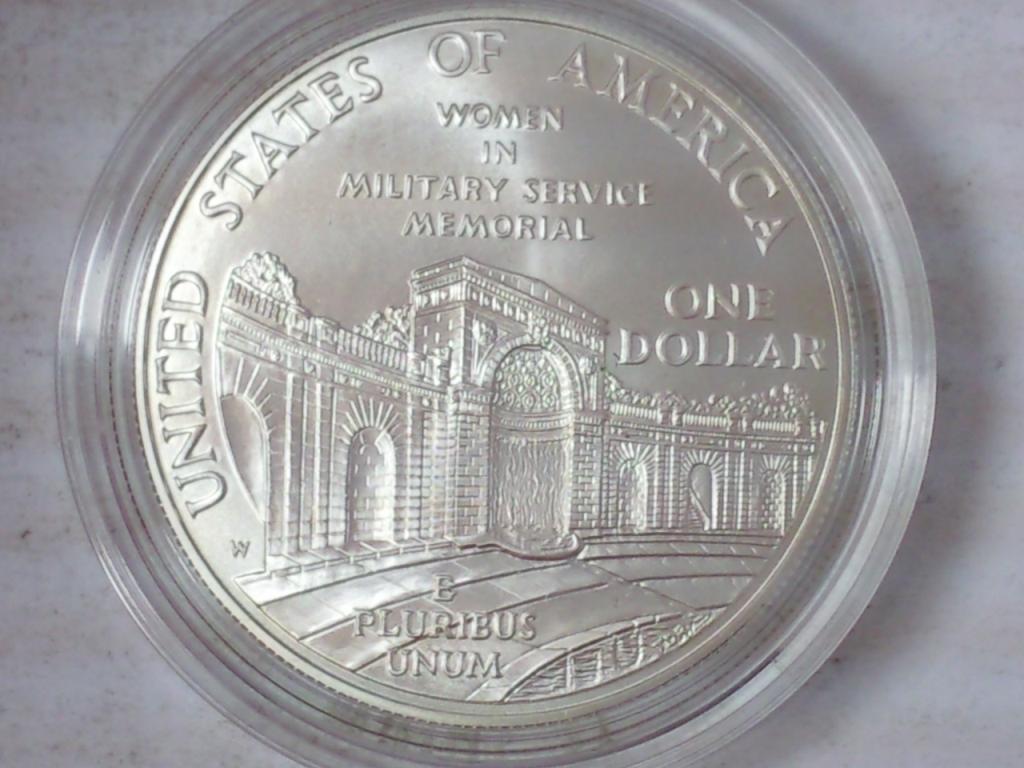 UNITED STATES OF AMERICA
WOMEN
IN
MILITARY SERVICE
MEMORIAL
ONE
DOLLAR
W
E
PLURIBUS
UNUM